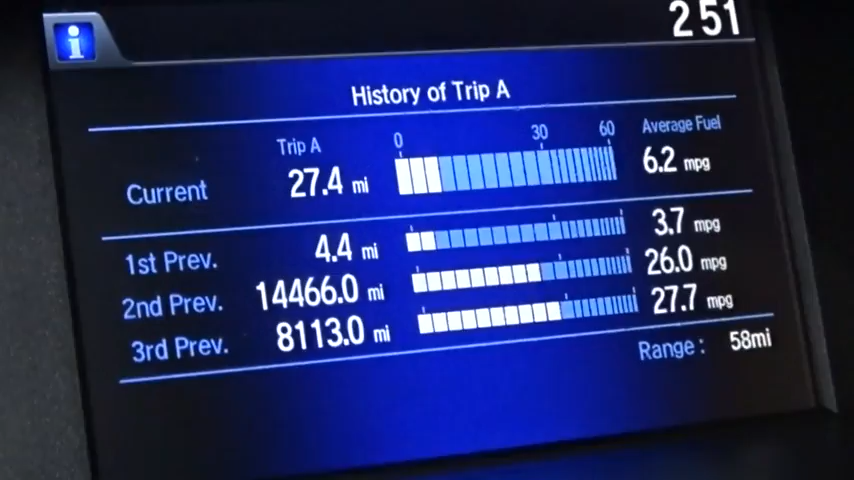 i
2 51
History of Trip A
Trip A 0 30 60 Average Fuel
Current 27.4 mi 6.2 mpg
1st Prev. 4.4 mi 3.7 mpg
2nd Prev. 14466.0 mi 26.0 mpg
3rd Prev. 8113.0 mi 27.7 mpg
Range : 58mi